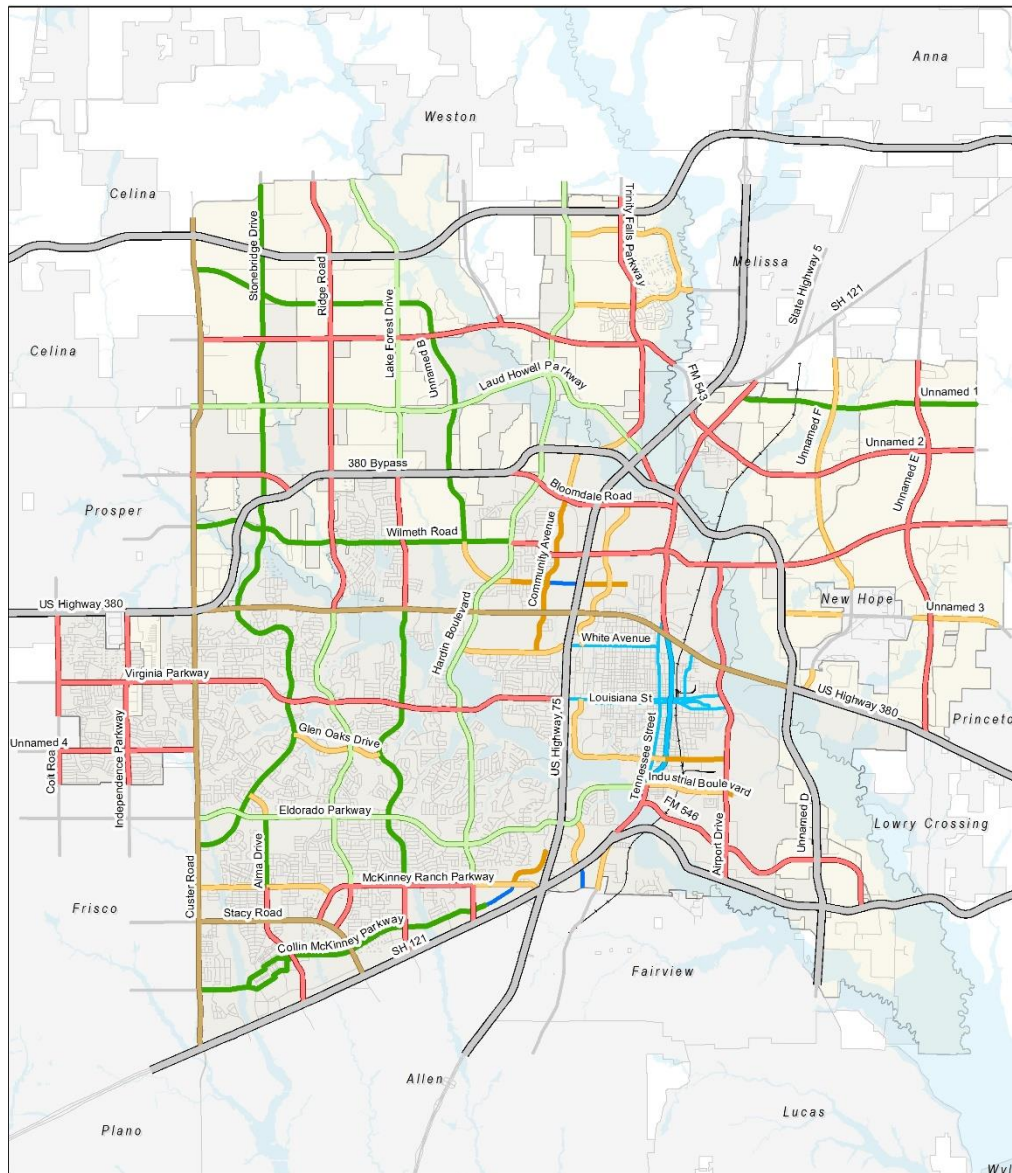 Anna
Weston
Celina
Trinity Falls Parkway
Stonebridge Drive
Ridge Road
Melissa
State Highway 5
SH 121
Lake Forest Drive
Celina
Unnamed B
Laud Howell Parkway
FM 543
Unnamed 1
Unnamed F
Unnamed 2
Unnamed E
380 Bypass
Bloomdale Road
Prosper
Wilmeth Road
Community Avenue
New Hope
US Highway 380
Unnamed 3
White Avenue
Hardin Boulevard
Virginia Parkway
Louisiana St
US Highway 380
Princeto
Glen Oaks Drive
Unnamed 4
Coit Roa
Independence Parkway
US Highway 75
Tennessee Street
Industrial Boulevard
Eldorado Parkway
FM 546
Unnamed D
Lowry Crossing
Airport Drive
Alma Drive
McKinney Ranch Parkway
Custer Road
Frisco
Stacy Road
Collin McKinney Parkway
SH 121
Fairview
Allen
Lucas
Plano
Wyl